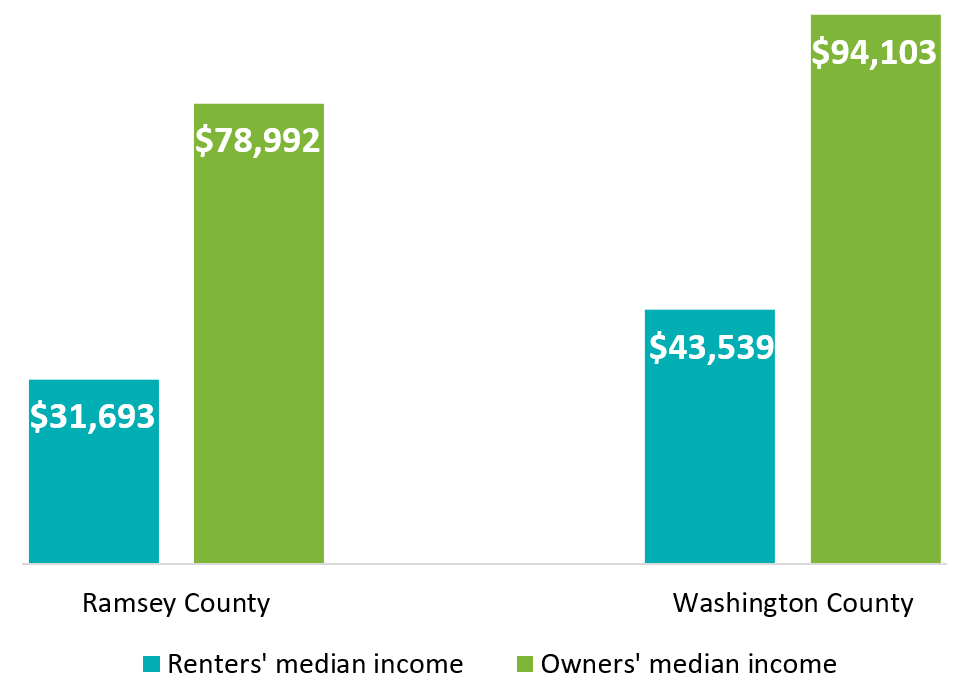 $94,103
$78,992
$43,539
$31,693
Ramsey County
Washington County
Renters' median income
Owners' median income